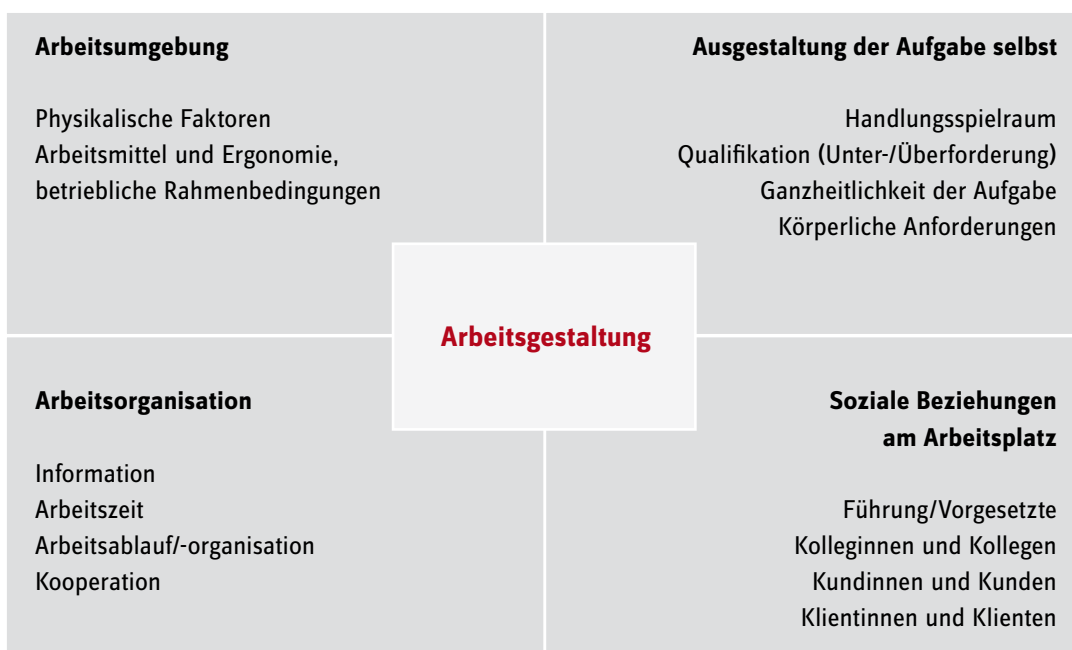 Arbeitsumgebung
Physikalische Faktoren
Arbeitsmittel und Ergonomie,
betriebliche Rahmenbedingungen
Ausgestaltung der Aufgabe selbst
Handlungsspielraum
Qualifikation (Unter-/Überforderung)
Ganzheitlichkeit der Aufgabe
Körperliche Anforderungen
Arbeitsgestaltung
Arbeitsorganisation
Information
Arbeitszeit
Arbeitsablauf/-organisation
Kooperation
Soziale Beziehungen
am Arbeitsplatz
Führung/Vorgesetzte
Kolleginnen und Kollegen
Kundinnen und Kunden
Klientinnen und Klienten